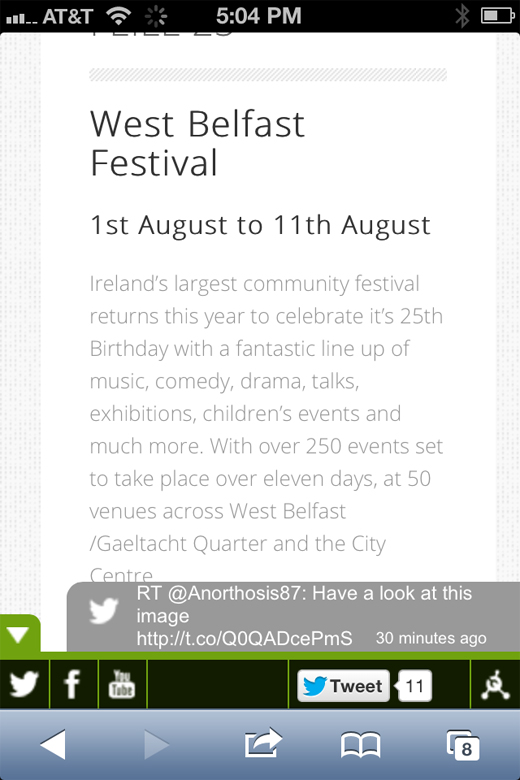 AT&T 5:04 PM
West Belfast
Festival
1st August to 11th August
Ireland’s largest community festival
returns this year to celebrate it’s 25th
Birthday with a fantastic line up of
music, comedy, drama, talks,
exhibitions, children’s events and
much more. With over 250 events set
to take place over eleven days, at 50
venues across West Belfast
/Gaeltacht Quarter and the City
Centre
RT @Anorthosis87: Have a look at this
image
http://t.co/Q0QADcePmS 30 minutes ago
You
Tube
Tweet 11
8